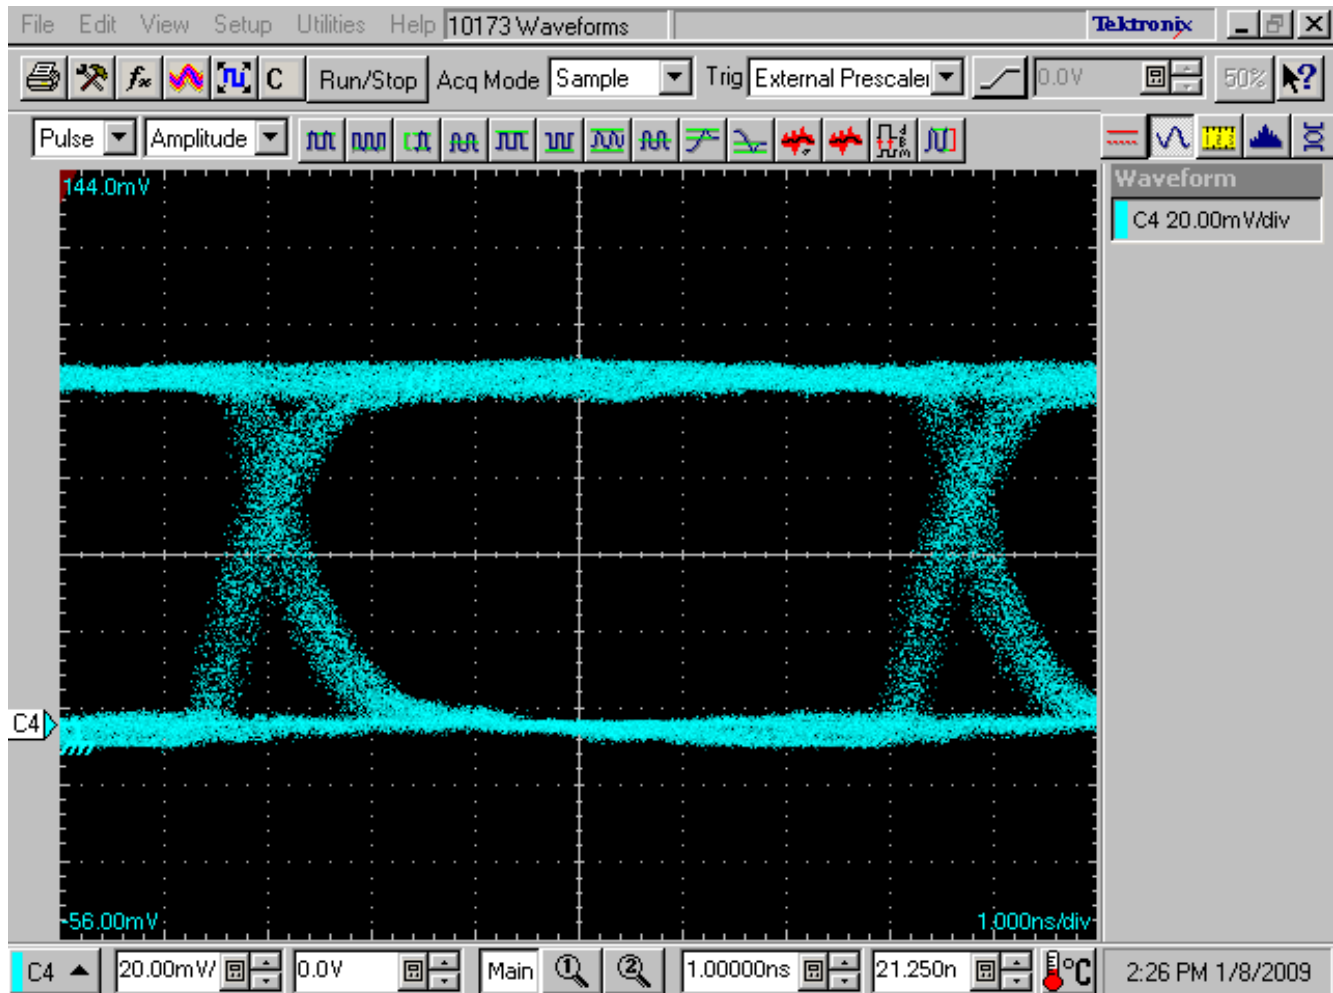 File Edit View Setup Utilities Help 10173 Waveforms Tektronix
C Run/Stop Acq Mode Sample Trig External Prescaler 0.0V 50%
Pulse Amplitude
144.0mV
Waveform
C4 20.00mV/div
C4
-56.00mV
1.000ns/div
C4 20.00mV/ 0.0V Main 1 2 1.00000ns 21.250n °C 2:26 PM 1/8/2009